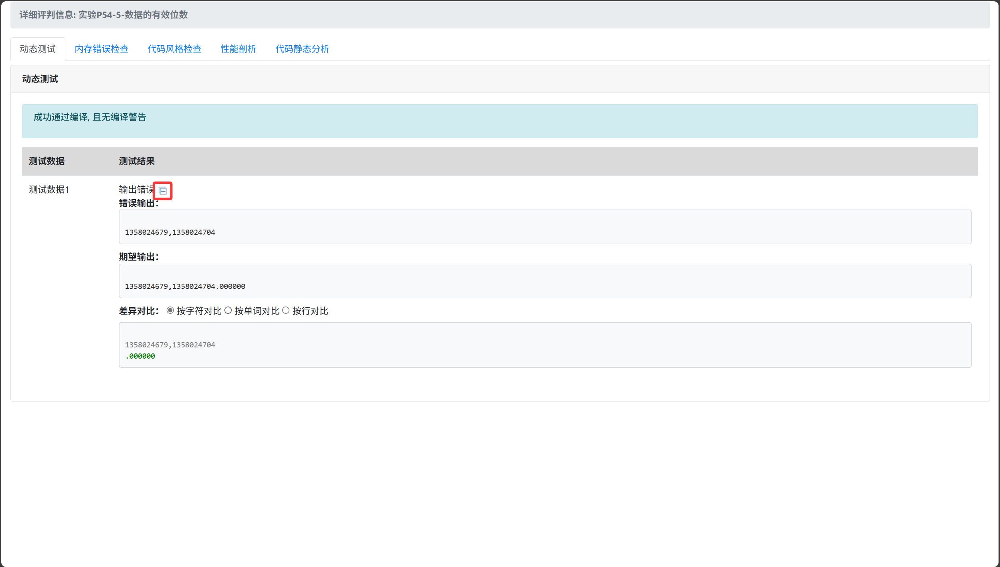 详细评判信息: 实验P54-5-数据的有效位数
动态测试 内存错误检查 代码风格检查 性能剖析 代码静态分析
动态测试
成功通过编译, 且无编译警告
测试数据 测试结果
测试数据1 输出错误
错误输出：
1358024679,1358024704
期望输出：
1358024679,1358024704.000000
差异对比： 按字符对比 按单词对比 按行对比
1358024679,1358024704
.000000